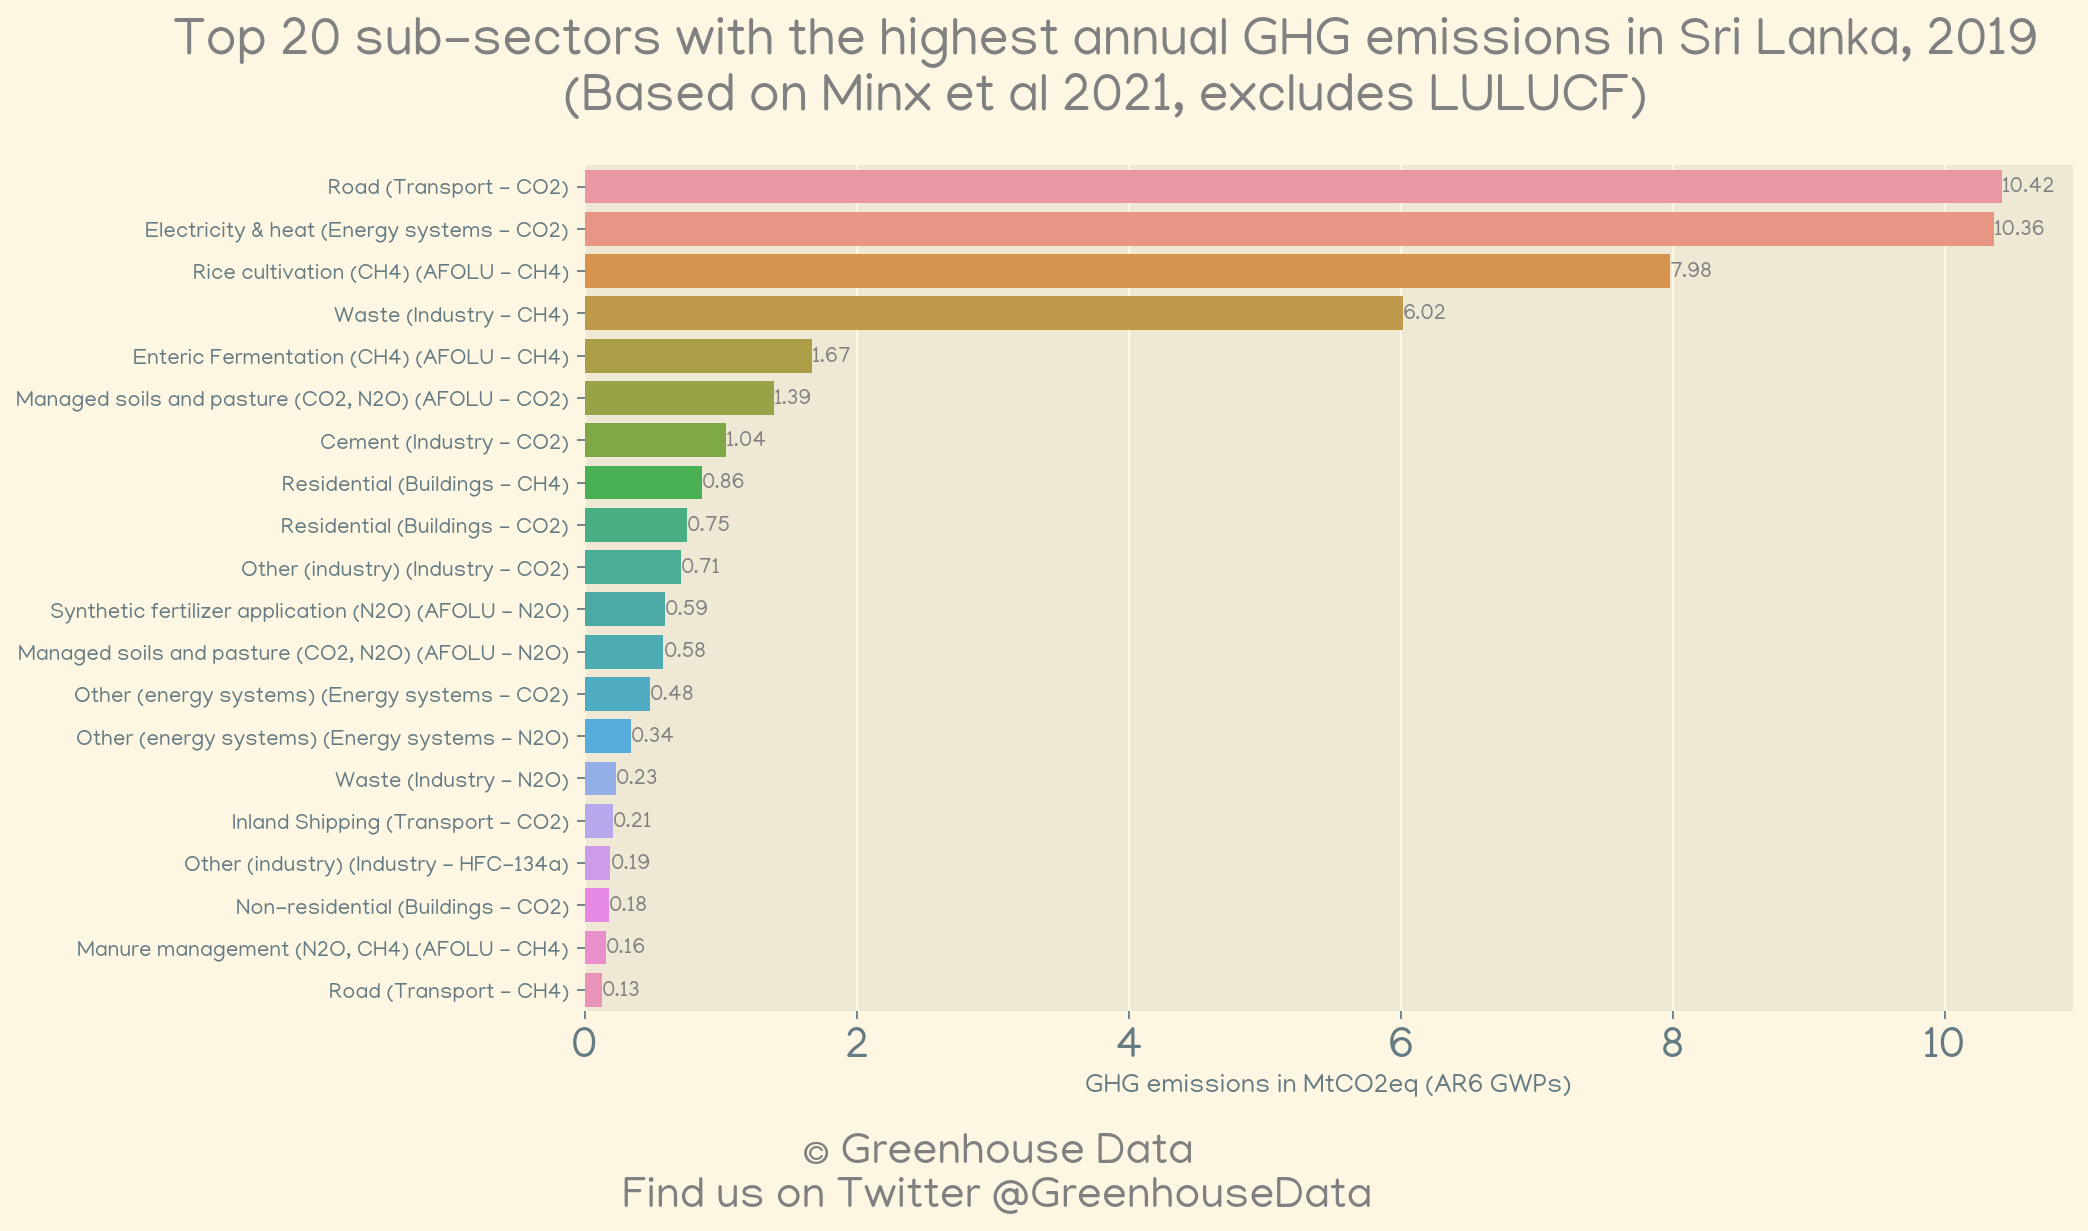 Top 20 sub-sectors with the highest annual GHG emissions in Sri Lanka, 2019
(Based on Minx et al 2021, excludes LULUCF)
Road (Transport - CO2) 10.42
Electricity & heat (Energy systems - CO2) 10.36
Rice cultivation (CH4) (AFOLU - CH4) 7.98
Waste (Industry - CH4) 6.02
Enteric Fermentation (CH4) (AFOLU - CH4) 1.67
Managed soils and pasture (CO2, N2O) (AFOLU - CO2) 1.39
Cement (Industry - CO2) 1.04
Residential (Buildings - CH4) 0.86
Residential (Buildings - CO2) 0.75
Other (industry) (Industry - CO2) 0.71
Synthetic fertilizer application (N2O) (AFOLU - N2O) 0.59
Managed soils and pasture (CO2, N2O) (AFOLU - N2O) 0.58
Other (energy systems) (Energy systems - CO2) 0.48
Other (energy systems) (Energy systems - N2O) 0.34
Waste (Industry - N2O) 0.23
Inland Shipping (Transport - CO2) 0.21
Other (industry) (Industry - HFC-134a) 0.19
Non-residential (Buildings - CO2) 0.18
Manure management (N2O, CH4) (AFOLU - CH4) 0.16
Road (Transport - CH4) 0.13
0 2 4 6 8 10
GHG emissions in MtCO2eq (AR6 GWPs)
© Greenhouse Data
Find us on Twitter @GreenhouseData